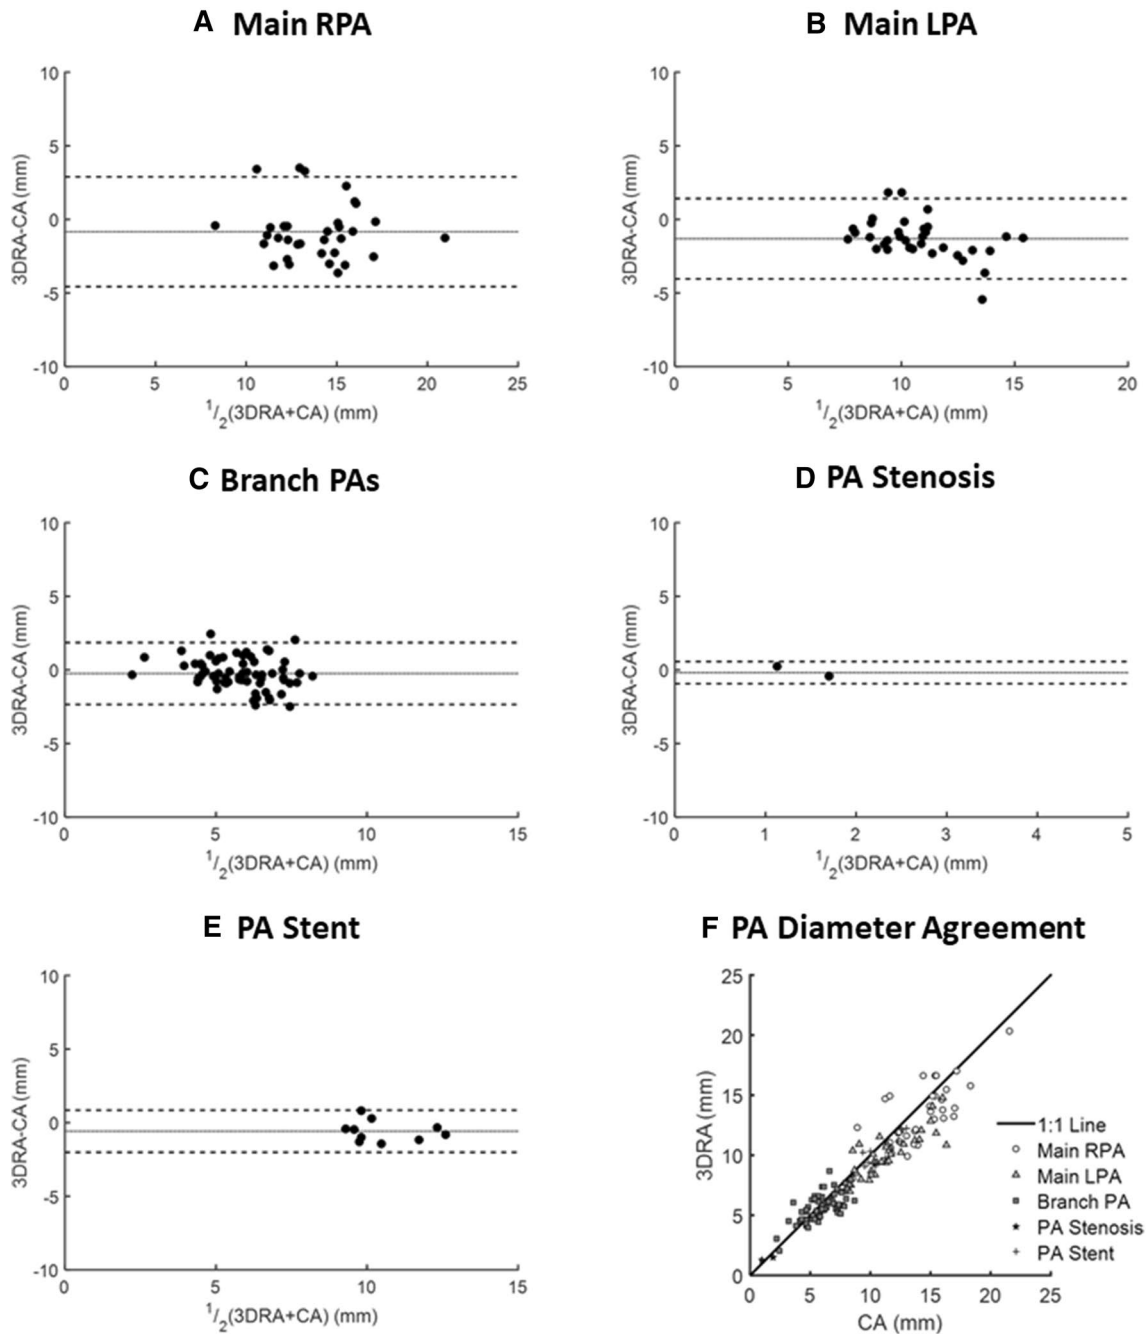 A Main RPA
10
5
0
-5
-10
3DRA-CA (mm)
0 5 10 15 20 25
1/2(3DRA+CA) (mm)
B Main LPA
10
5
0
-5
-10
3DRA-CA (mm)
0 5 10 15 20
1/2(3DRA+CA) (mm)
C Branch PAs
10
5
0
-5
-10
3DRA-CA (mm)
0 5 10 15
1/2(3DRA+CA) (mm)
D PA Stenosis
10
5
0
-5
-10
3DRA-CA (mm)
0 1 2 3 4 5
1/2(3DRA+CA) (mm)
E PA Stent
10
5
0
-5
-10
3DRA-CA (mm)
0 5 10 15
1/2(3DRA+CA) (mm)
F PA Diameter Agreement
25
20
15
10
5
0
3DRA (mm)
1:1 Line
Main RPA
Main LPA
Branch PA
PA Stenosis
PA Stent
0 5 10 15 20 25
CA (mm)